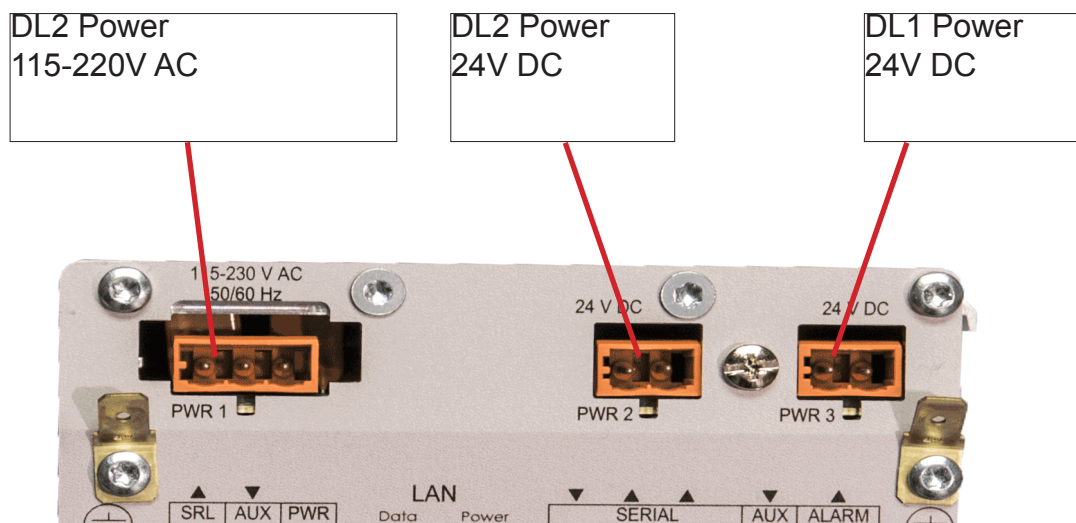 DL2 Power
115-220V AC
DL2 Power
24V DC
DL1 Power
24V DC
115-230 V AC
50/60 Hz
24 V DC
24 V DC
PWR 1
PWR 2
PWR 3
LAN
SRL AUX PWR
Data Power
SERIAL
AUX ALARM